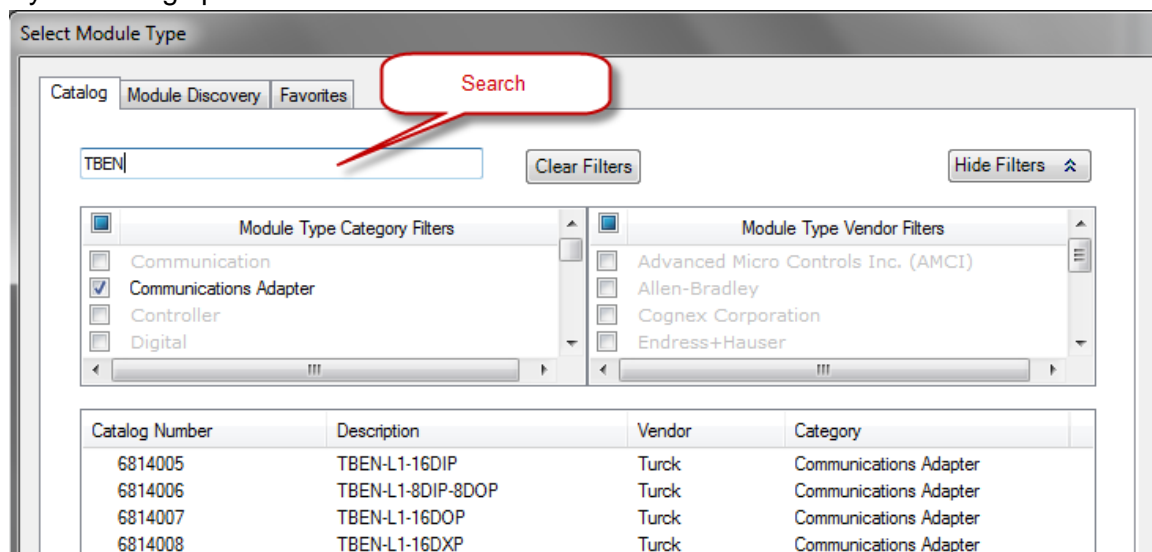 Select Module Type
Search
Catalog Module Discovery Favorites
TBEN Clear Filters Hide Filters
Module Type Category Filters Module Type Vendor Filters
Communication Advanced Micro Controls Inc. (AMCI)
Communications Adapter Allen-Bradley
Controller Cognex Corporation
Digital Endress+Hauser
Catalog Number Description Vendor Category
6814005 TBEN-L1-16DIP Turck Communications Adapter
6814006 TBEN-L1-8DIP-8DOP Turck Communications Adapter
6814007 TBEN-L1-16DOP Turck Communications Adapter
6814008 TBEN-L1-16DXP Turck Communications Adapter